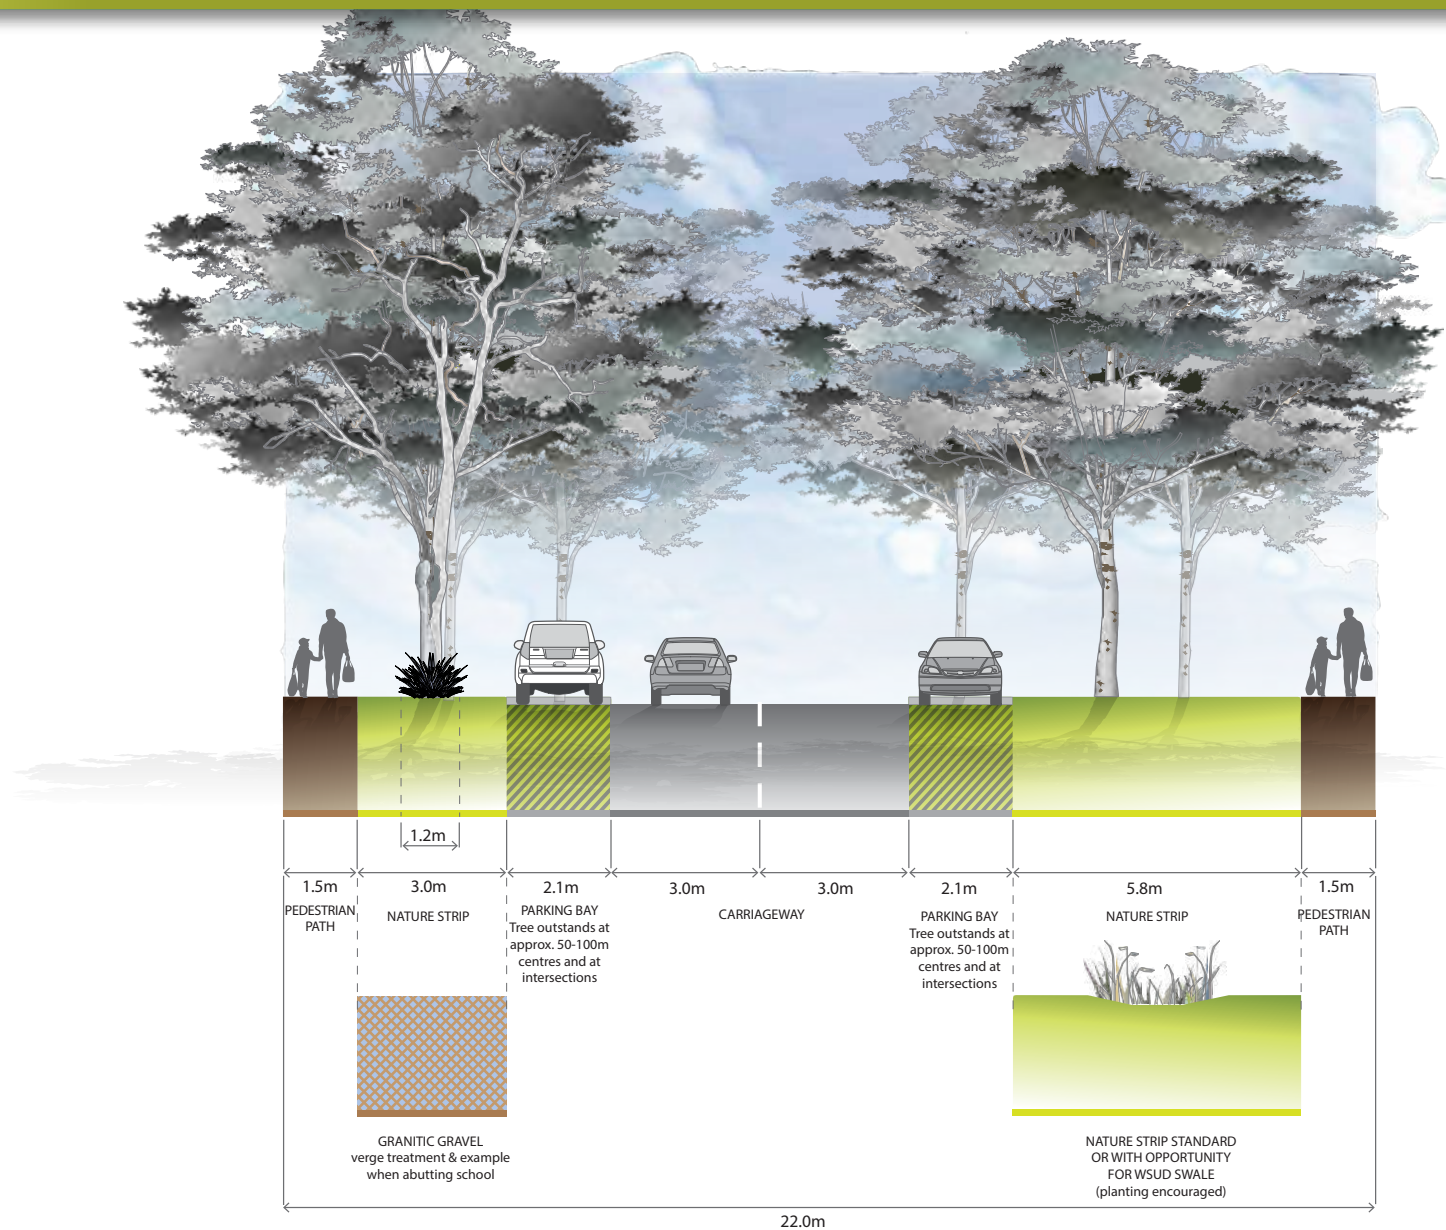 1.2m
1.5m
3.0m
2.1m
3.0m
3.0m
2.1m
5.8m
1.5m
PEDESTRIAN
PATH
NATURE STRIP
PARKING BAY
Tree outstands at
approx. 50-100m
centres and at
intersections
CARRIAGEWAY
PARKING BAY
Tree outstands at
approx. 50-100m
centres and at
intersections
NATURE STRIP
PEDESTRIAN
PATH
GRANITIC GRAVEL
verge treatment & example
when abutting school
NATURE STRIP STANDARD
OR WITH OPPORTUNITY
FOR WSUD SWALE
(planting encouraged)
22.0m